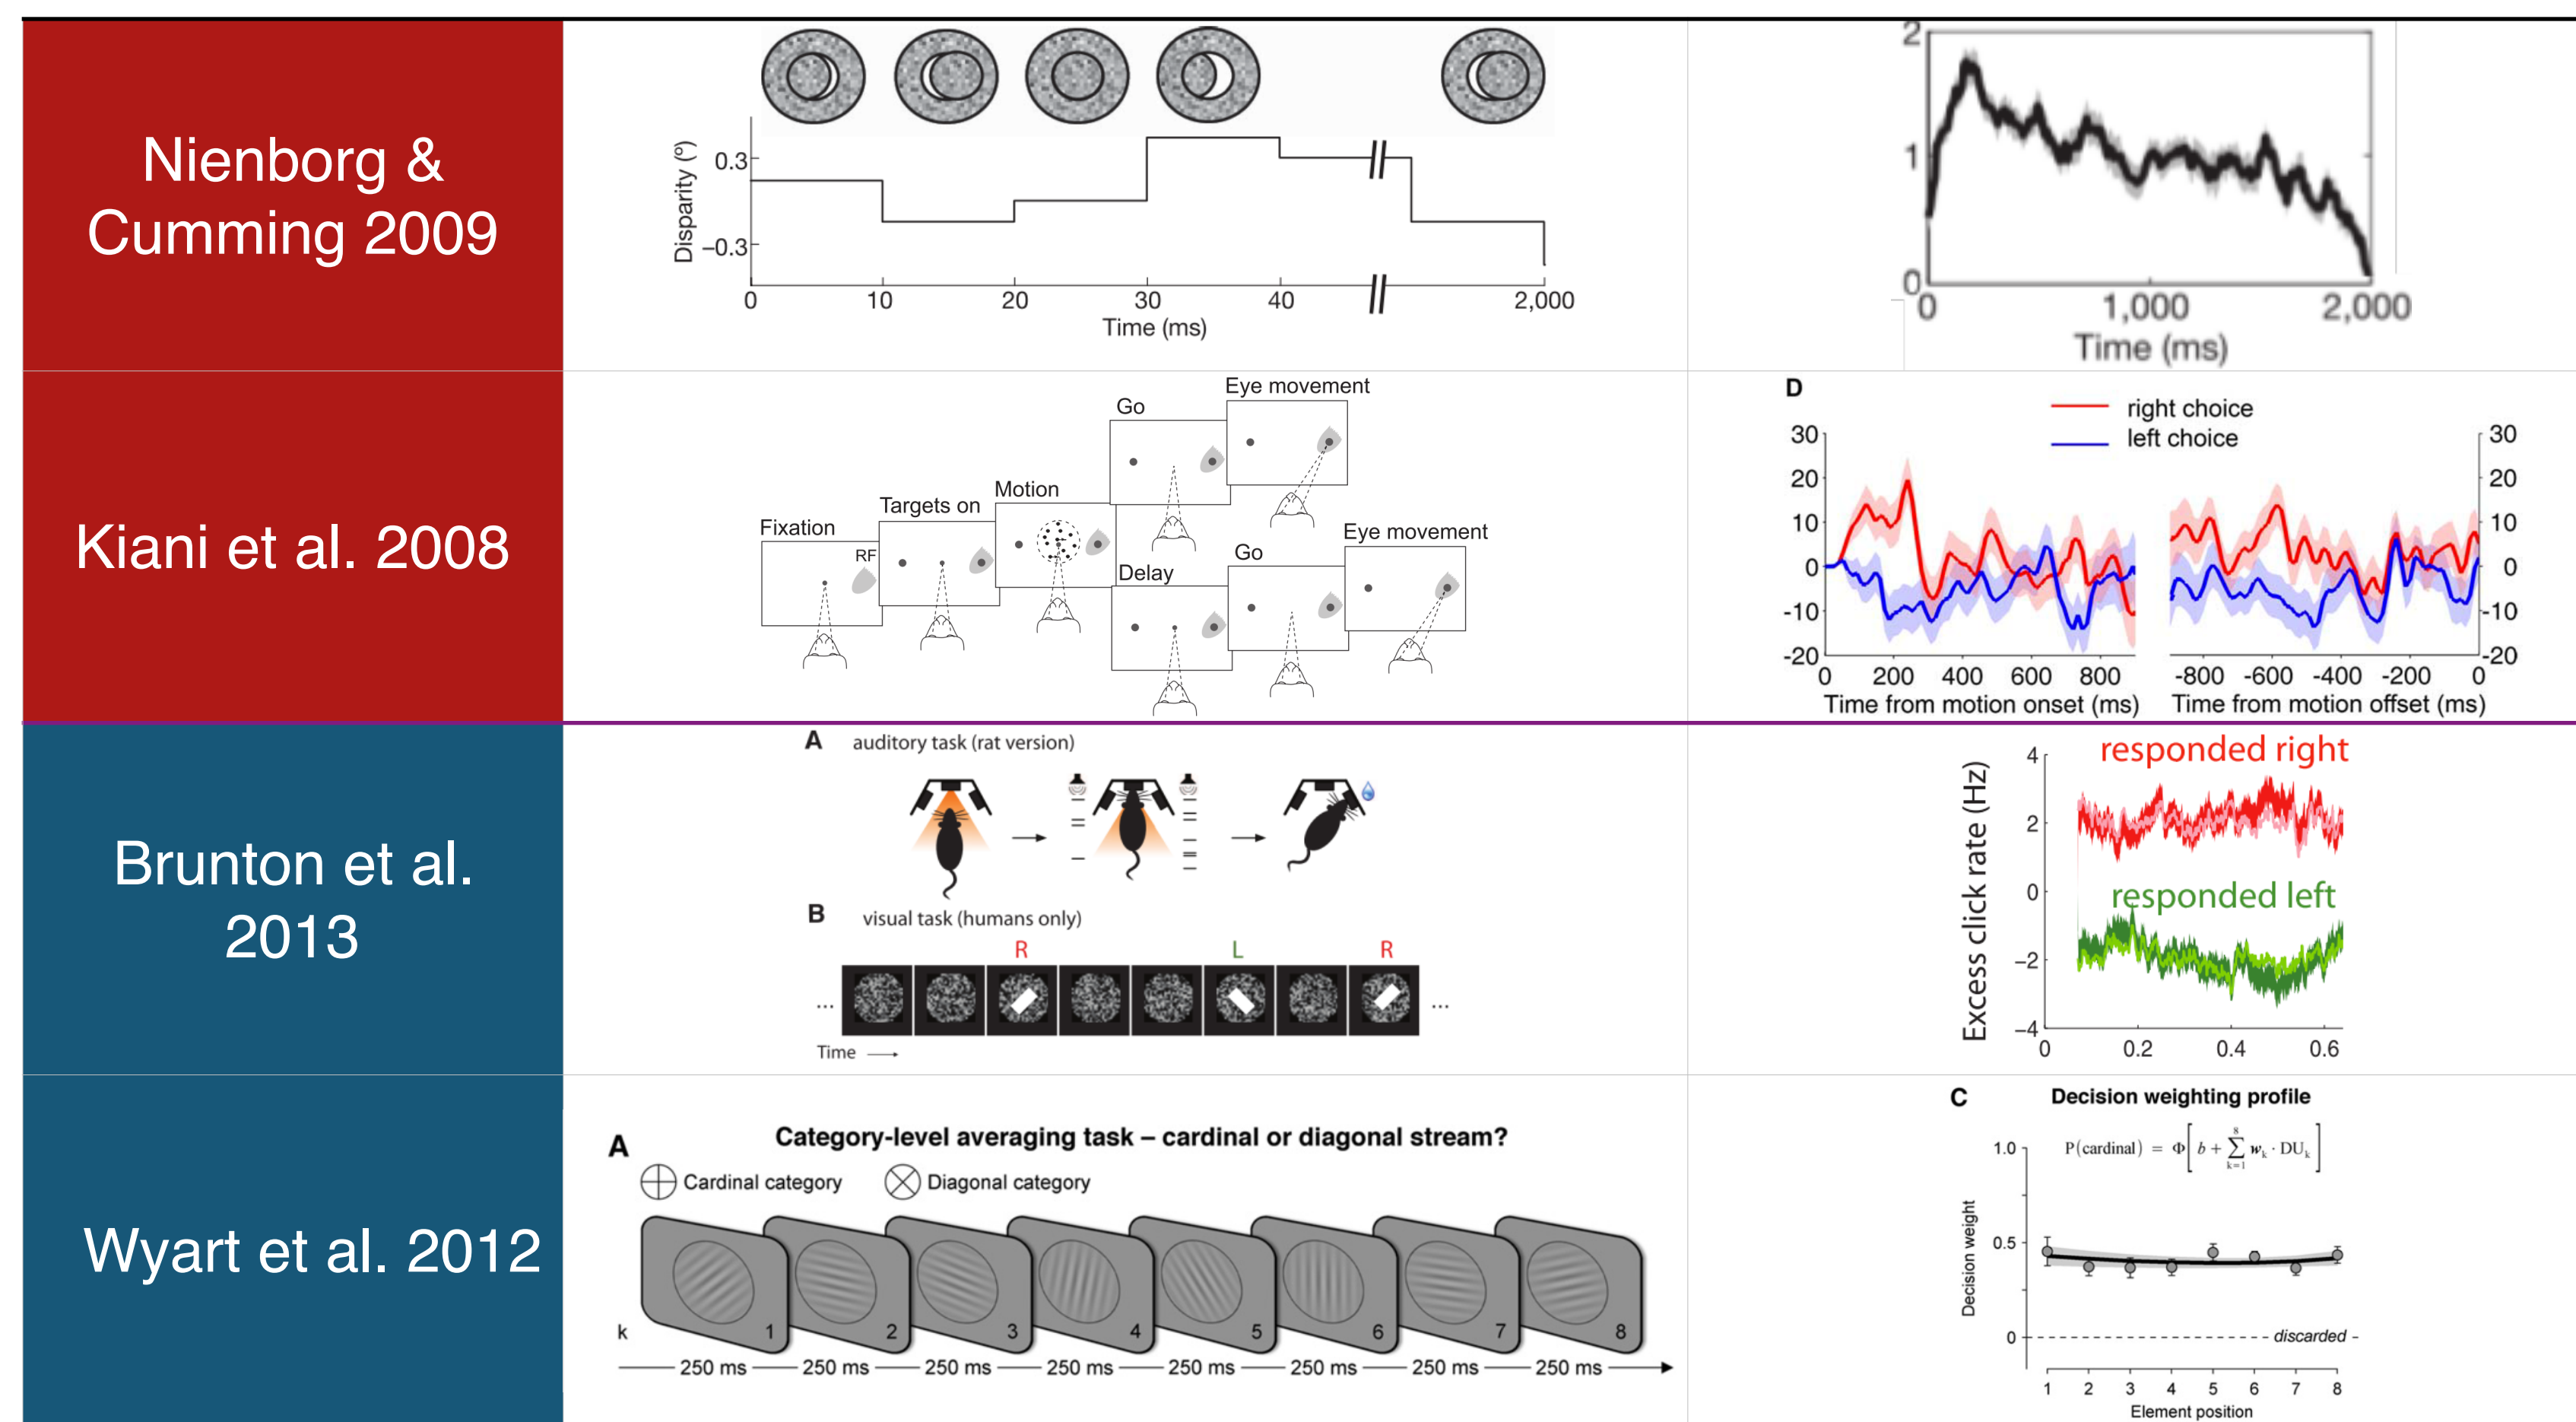 Nienborg &
Cumming 2009
Disparity (º)
0.3
−0.3
0 10 20 30 40 2,000
Time (ms)
2
1
0
0 1,000 2,000
Time (ms)
Kiani et al. 2008
Fixation
RF
Targets on
Motion
Go
Eye movement
Delay
Go
Eye movement
D
right choice
left choice
30
20
10
0
-10
-20
30
20
10
0
-10
-20
0 200 400 600 800
-800 -600 -400 -200 0
Time from motion onset (ms)
Time from motion offset (ms)
Brunton et al.
2013
A auditory task (rat version)
B visual task (humans only)
R L R
... ...
Time
responded right
responded left
Excess click rate (Hz)
4
2
0
−2
−4
0 0.2 0.4 0.6
Wyart et al. 2012
A Category-level averaging task – cardinal or diagonal stream?
Cardinal category Diagonal category
k 1 2 3 4 5 6 7 8
250 ms 250 ms 250 ms 250 ms 250 ms 250 ms 250 ms 250 ms
C Decision weighting profile
P(cardinal) = Φ[b + ∑ₖ₌₁⁸ wₖ · DUₖ]
Decision weight
1.0
0.5
0
discarded
1 2 3 4 5 6 7 8
Element position